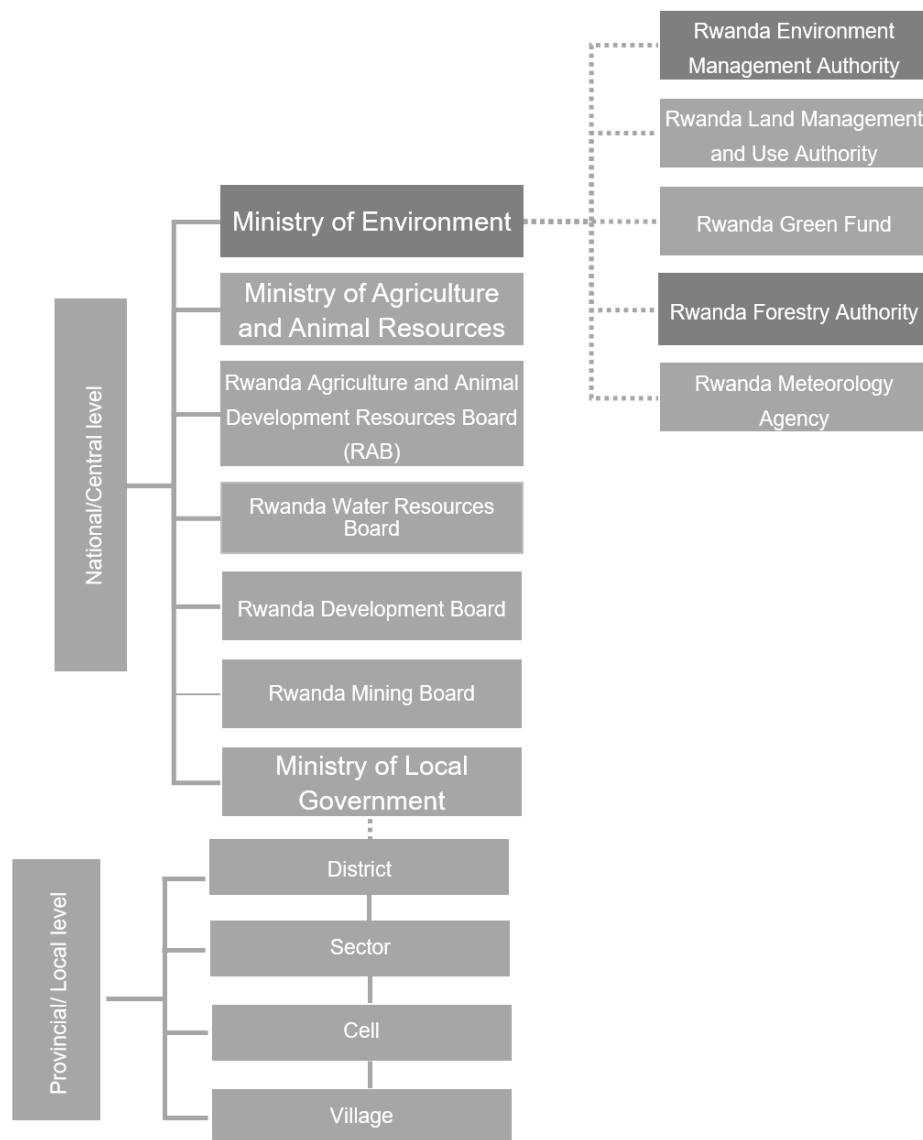 Rwanda Environment
Management Authority
Rwanda Land Management
and Use Authority
Rwanda Green Fund
Rwanda Forestry Authority
Rwanda Meteorology
Agency
National/Central level
Ministry of Environment
Ministry of Agriculture
and Animal Resources
Rwanda Agriculture and Animal
Development Resources Board
(RAB)
Rwanda Water Resources
Board
Rwanda Development Board
Rwanda Mining Board
Ministry of Local
Government
Provincial/ Local level
District
Sector
Cell
Village